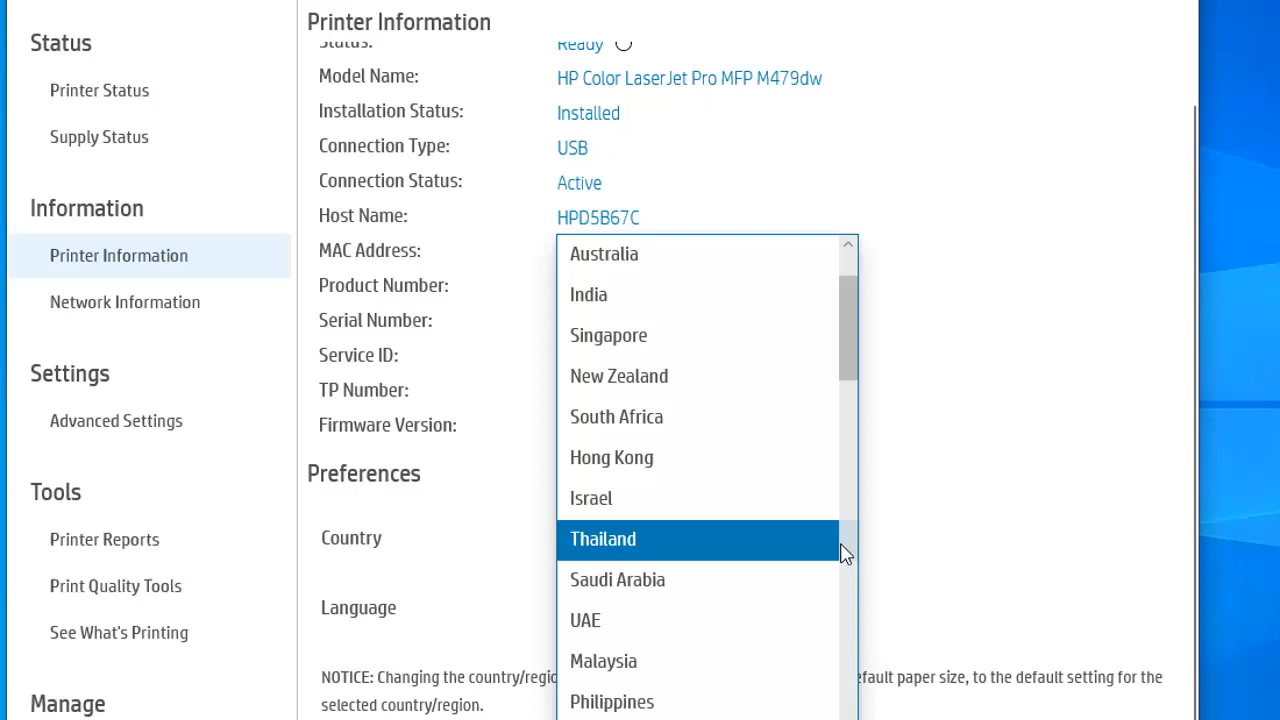 Status
Printer Status
Supply Status
Information
Printer Information
Network Information
Settings
Advanced Settings
Tools
Printer Reports
Print Quality Tools
See What's Printing
Manage
Printer Information
Status: Ready
Model Name: HP Color LaserJet Pro MFP M479dw
Installation Status: Installed
Connection Type: USB
Connection Status: Active
Host Name: HPD5B67C
MAC Address:
Product Number:
Serial Number:
Service ID:
TP Number:
Firmware Version:
Preferences
Country
Language
Australia
India
Singapore
New Zealand
South Africa
Hong Kong
Israel
Thailand
Saudi Arabia
UAE
Malaysia
Philippines
NOTICE: Changing the country/regio efault paper size, to the default setting for the
selected country/region.